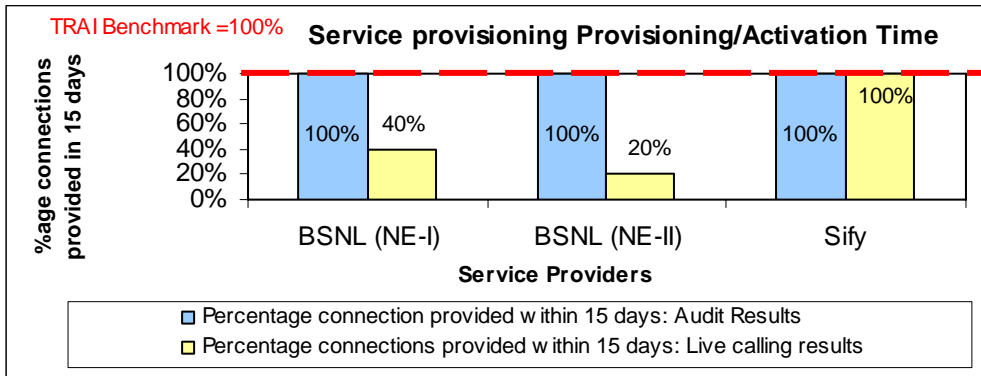 TRAI Benchmark =100%
Service provisioning Provisioning/Activation Time
%age connections
provided in 15 days
100%
80%
60%
40%
20%
0%
100%
40%
100%
20%
100%
100%
BSNL (NE-I)
BSNL (NE-II)
Sify
Service Providers
Percentage connection provided within 15 days: Audit Results
Percentage connections provided within 15 days: Live calling results